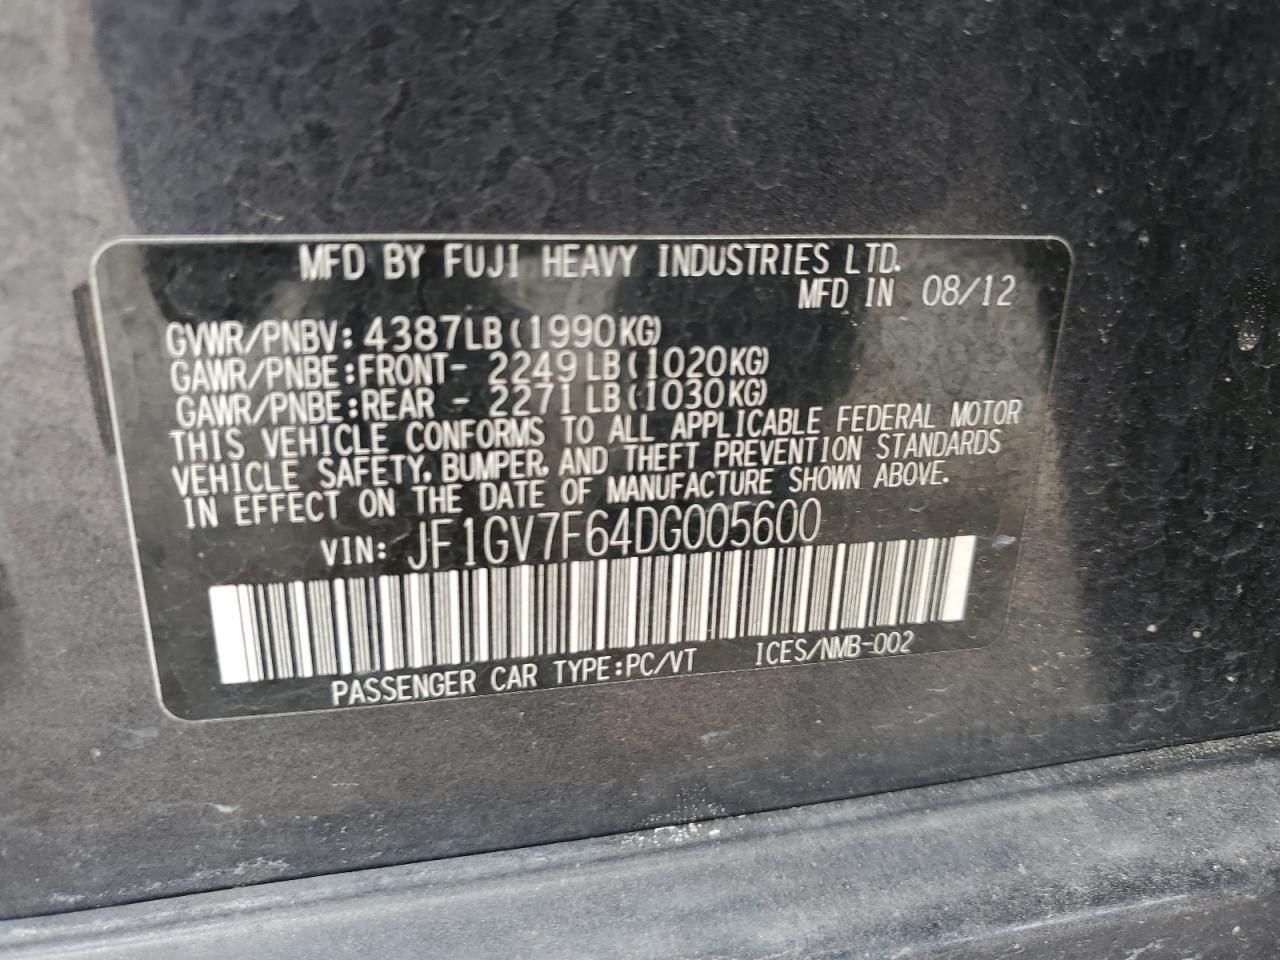 MFD BY FUJI HEAVY INDUSTRIES LTD.
MFD IN 08/12
GVWR/PNBV: 4387LB(1990KG)
GAWR/PNBE:FRONT- 2249LB(1020KG)
GAWR/PNBE:REAR - 2271LB(1030KG)
THIS VEHICLE CONFORMS TO ALL APPLICABLE FEDERAL MOTOR
VEHICLE SAFETY, BUMPER, AND THEFT PREVENTION STANDARDS
IN EFFECT ON THE DATE OF MANUFACTURE SHOWN ABOVE.
VIN: JF1GV7F64DG005600
PASSENGER CAR TYPE:PC/VT ICES/NMB-002